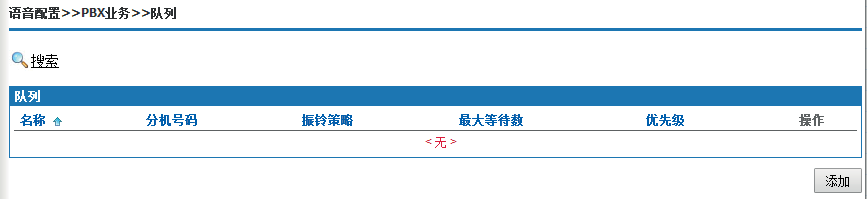 语音配置>>PBX业务>>队列
搜索
队列
名称 分机号码 振铃策略 最大等待数 优先级 操作
< 无 >
添加